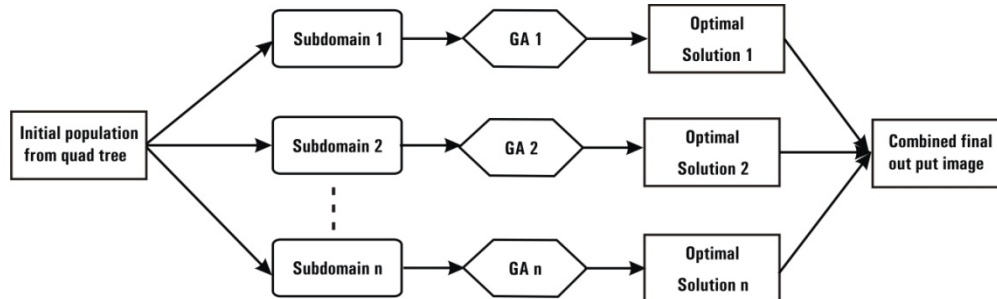 Subdomain 1
GA 1
Optimal
Solution 1
Initial population
from quad tree
Subdomain 2
GA 2
Optimal
Solution 2
Combined final
out put image
Subdomain n
GA n
Optimal
Solution n